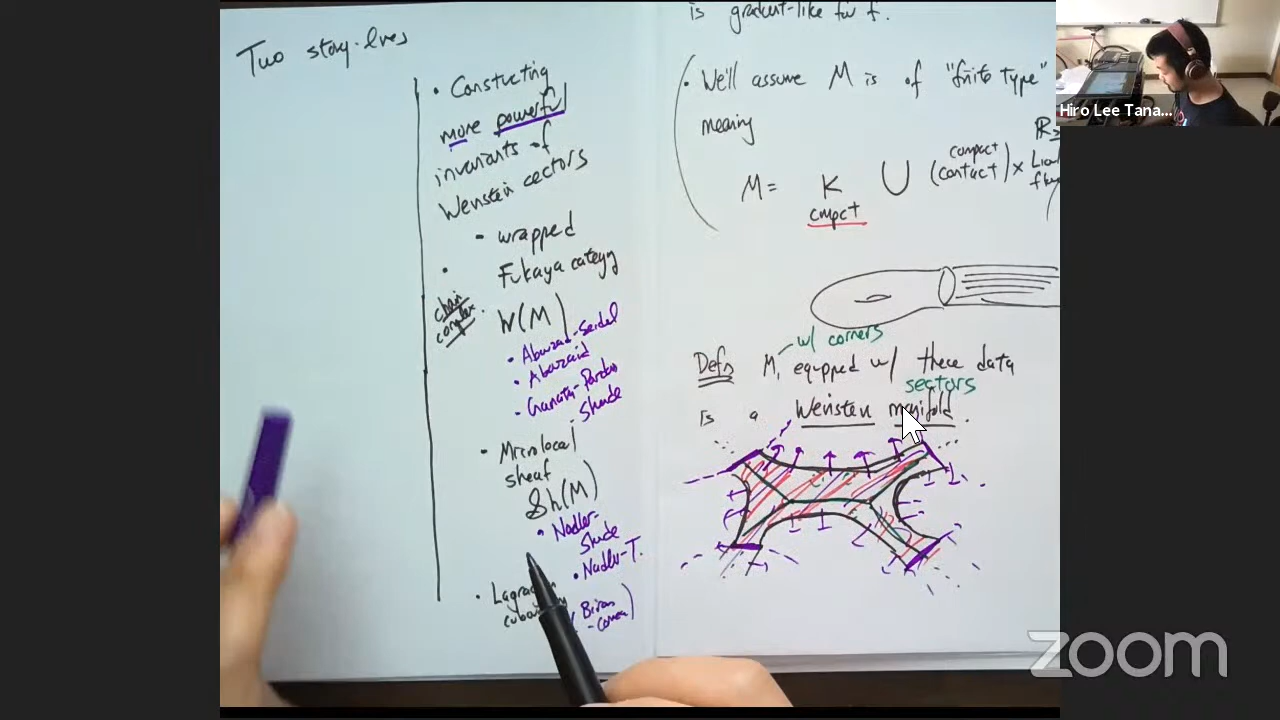 Two story-lines
• Constructing
more powerful
invariants of
Weinstein sectors
- wrapped
Fukaya category
chain
complex
W(M)
• Abouzaid-Seidel
• Abouzaid
• Ganatra-Pardon
Shende
• Microlocal
sheaf
Sh(M)
• Nadler-
Shende
• Nadler-T.
(Biran
-Cornea)
is gradient-like for f.
• We'll assume M is of "finite type"
meaning
M = K ∪ (contact) ×
cmpct
compact
w/ corners
Defn M, equipped w/ these data
sectors
Is a Weinstein manifold.
Hiro Lee Tana...
zoom